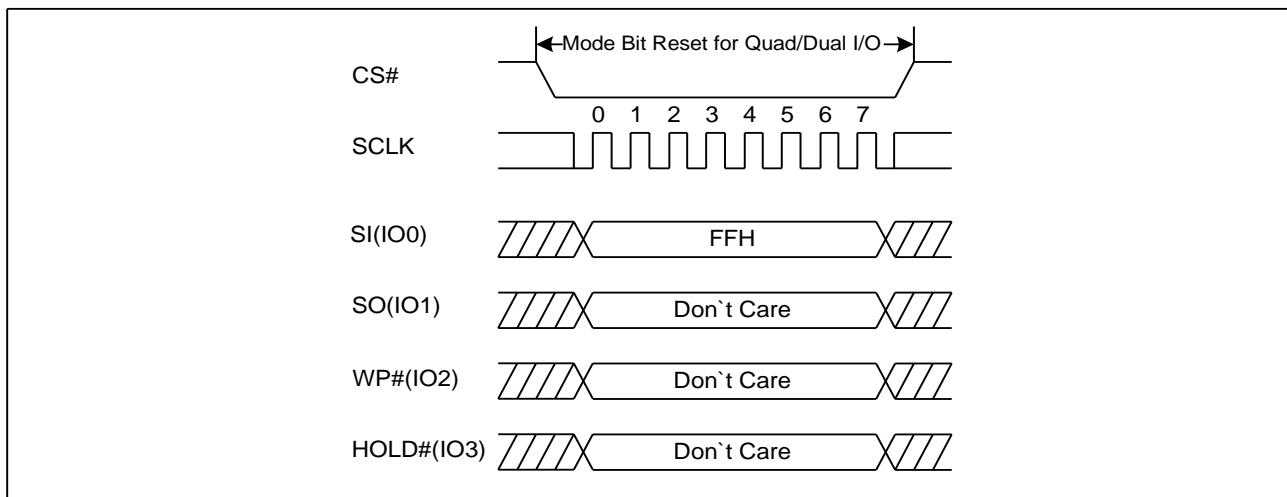 Mode Bit Reset for Quad/Dual I/O
CS#
0 1 2 3 4 5 6 7
SCLK
SI(IO0) FFH
SO(IO1) Don`t Care
WP#(IO2) Don`t Care
HOLD#(IO3) Don`t Care